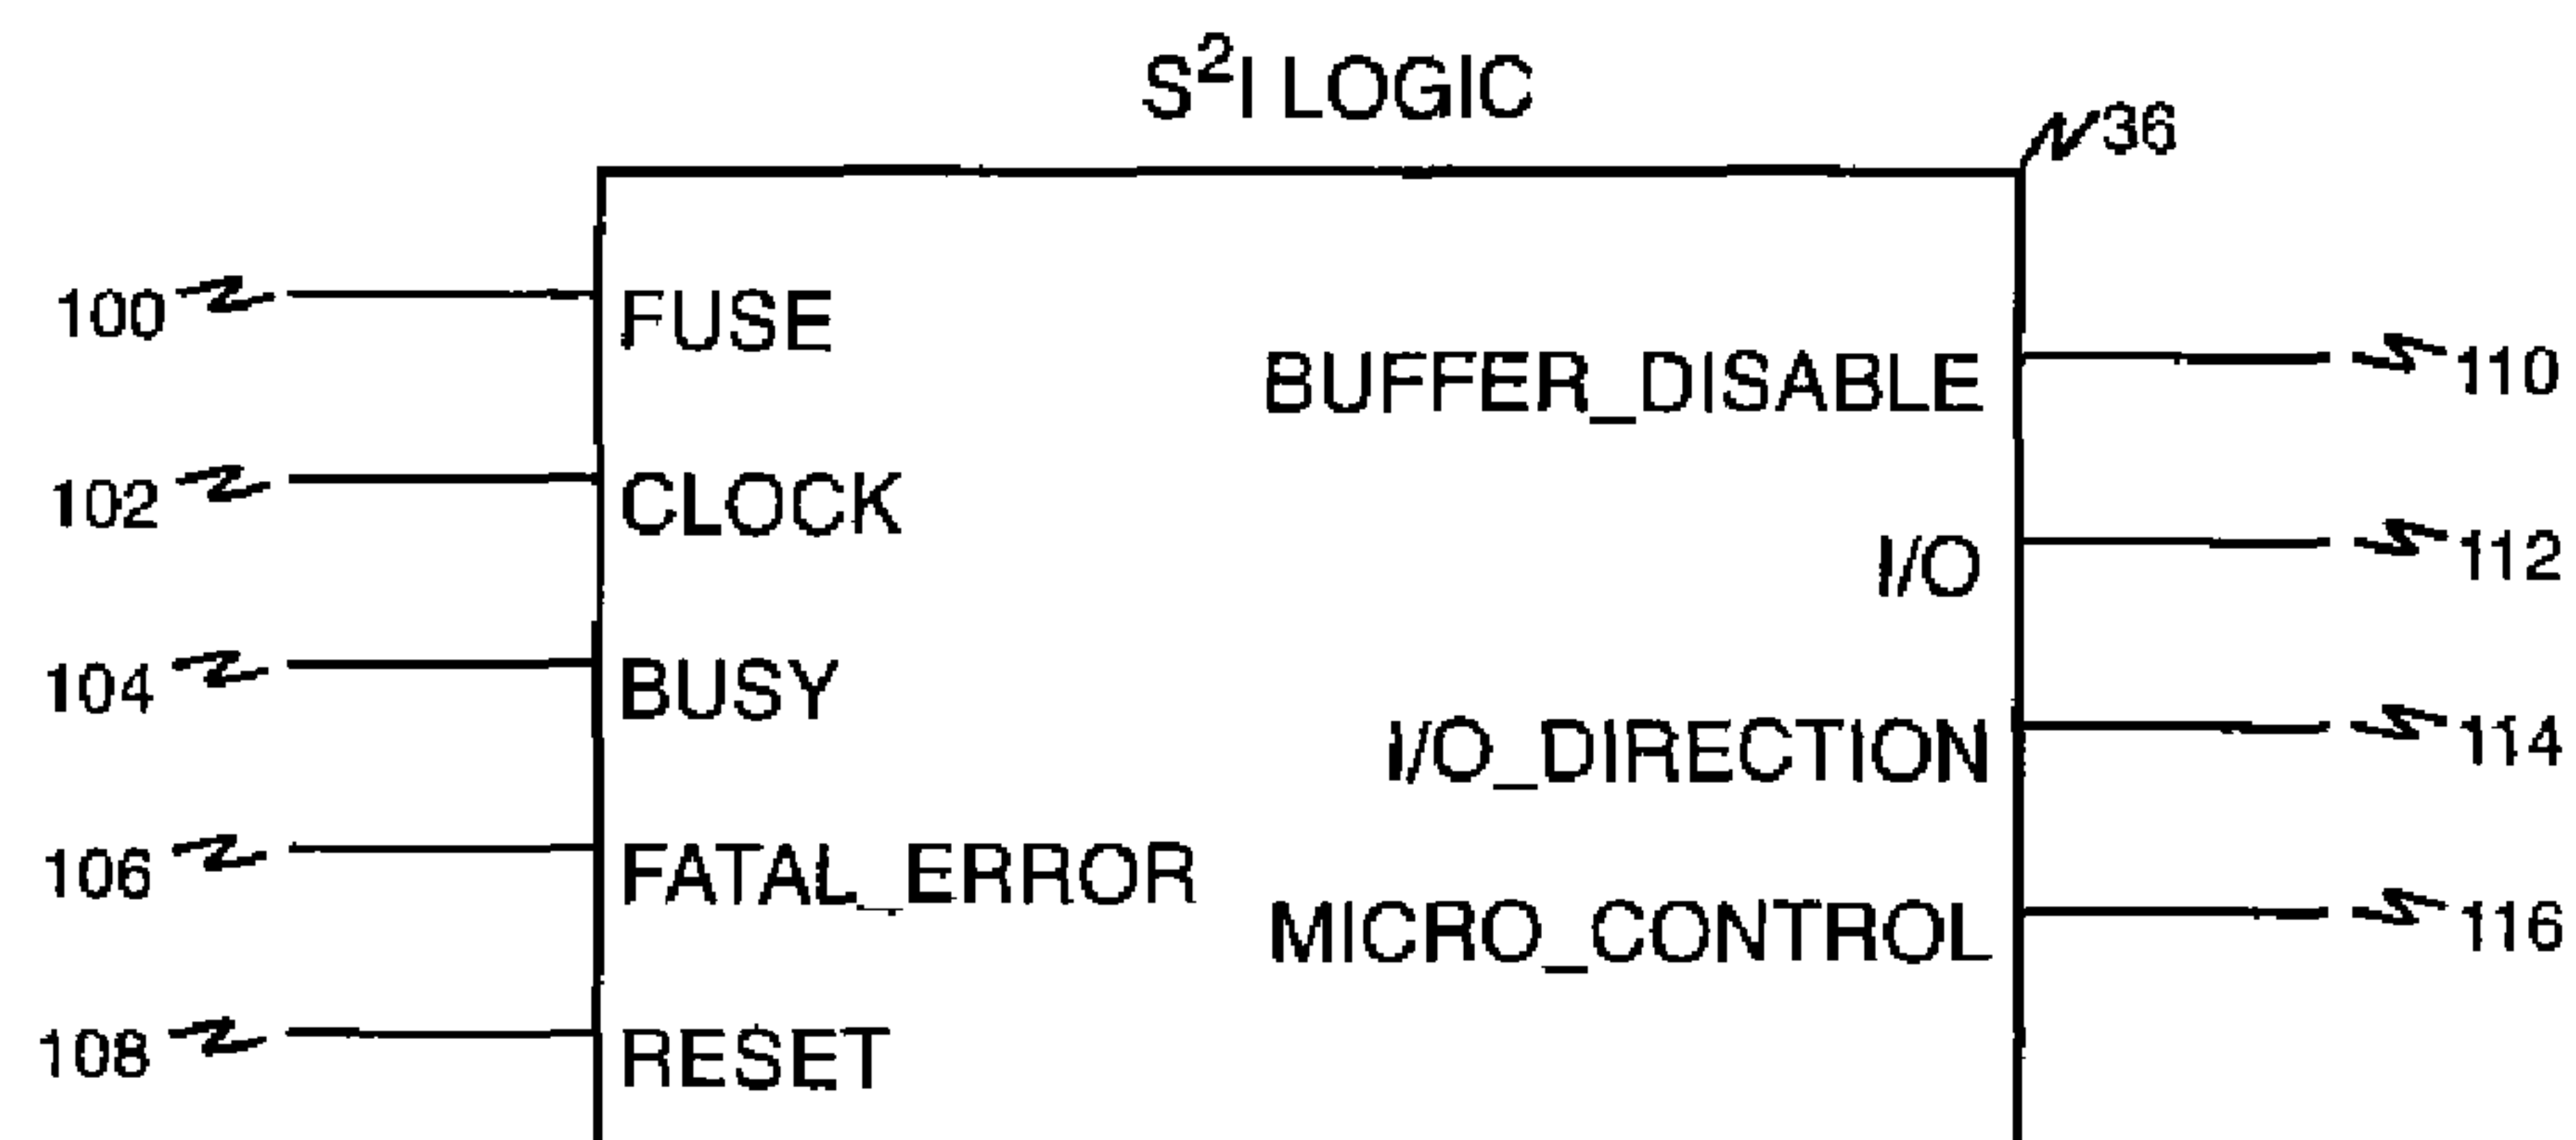 S²I LOGIC
36
100 FUSE
BUFFER_DISABLE 110
102 CLOCK
I/O 112
104 BUSY
I/O_DIRECTION 114
106 FATAL_ERROR
MICRO_CONTROL 116
108 RESET